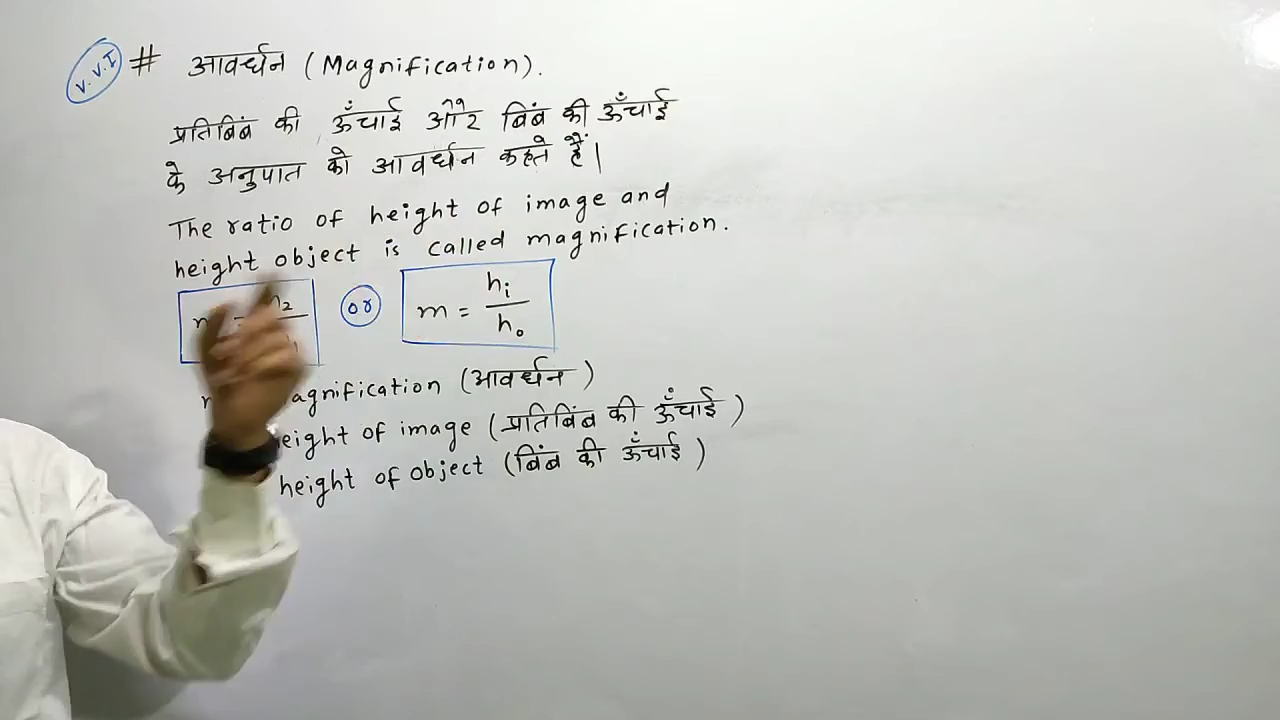 V.V.I # आवर्धन (Magnification).
प्रतिबिंब की ऊँचाई और बिंब की ऊँचाई
के अनुपात को आवर्धन कहते हैं।
The ratio of height of image and
height object is called magnification.
or m = hi / ho
agnification (आवर्धन)
eight of image (प्रतिबिंब की ऊँचाई)
height of object (बिंब की ऊँचाई)